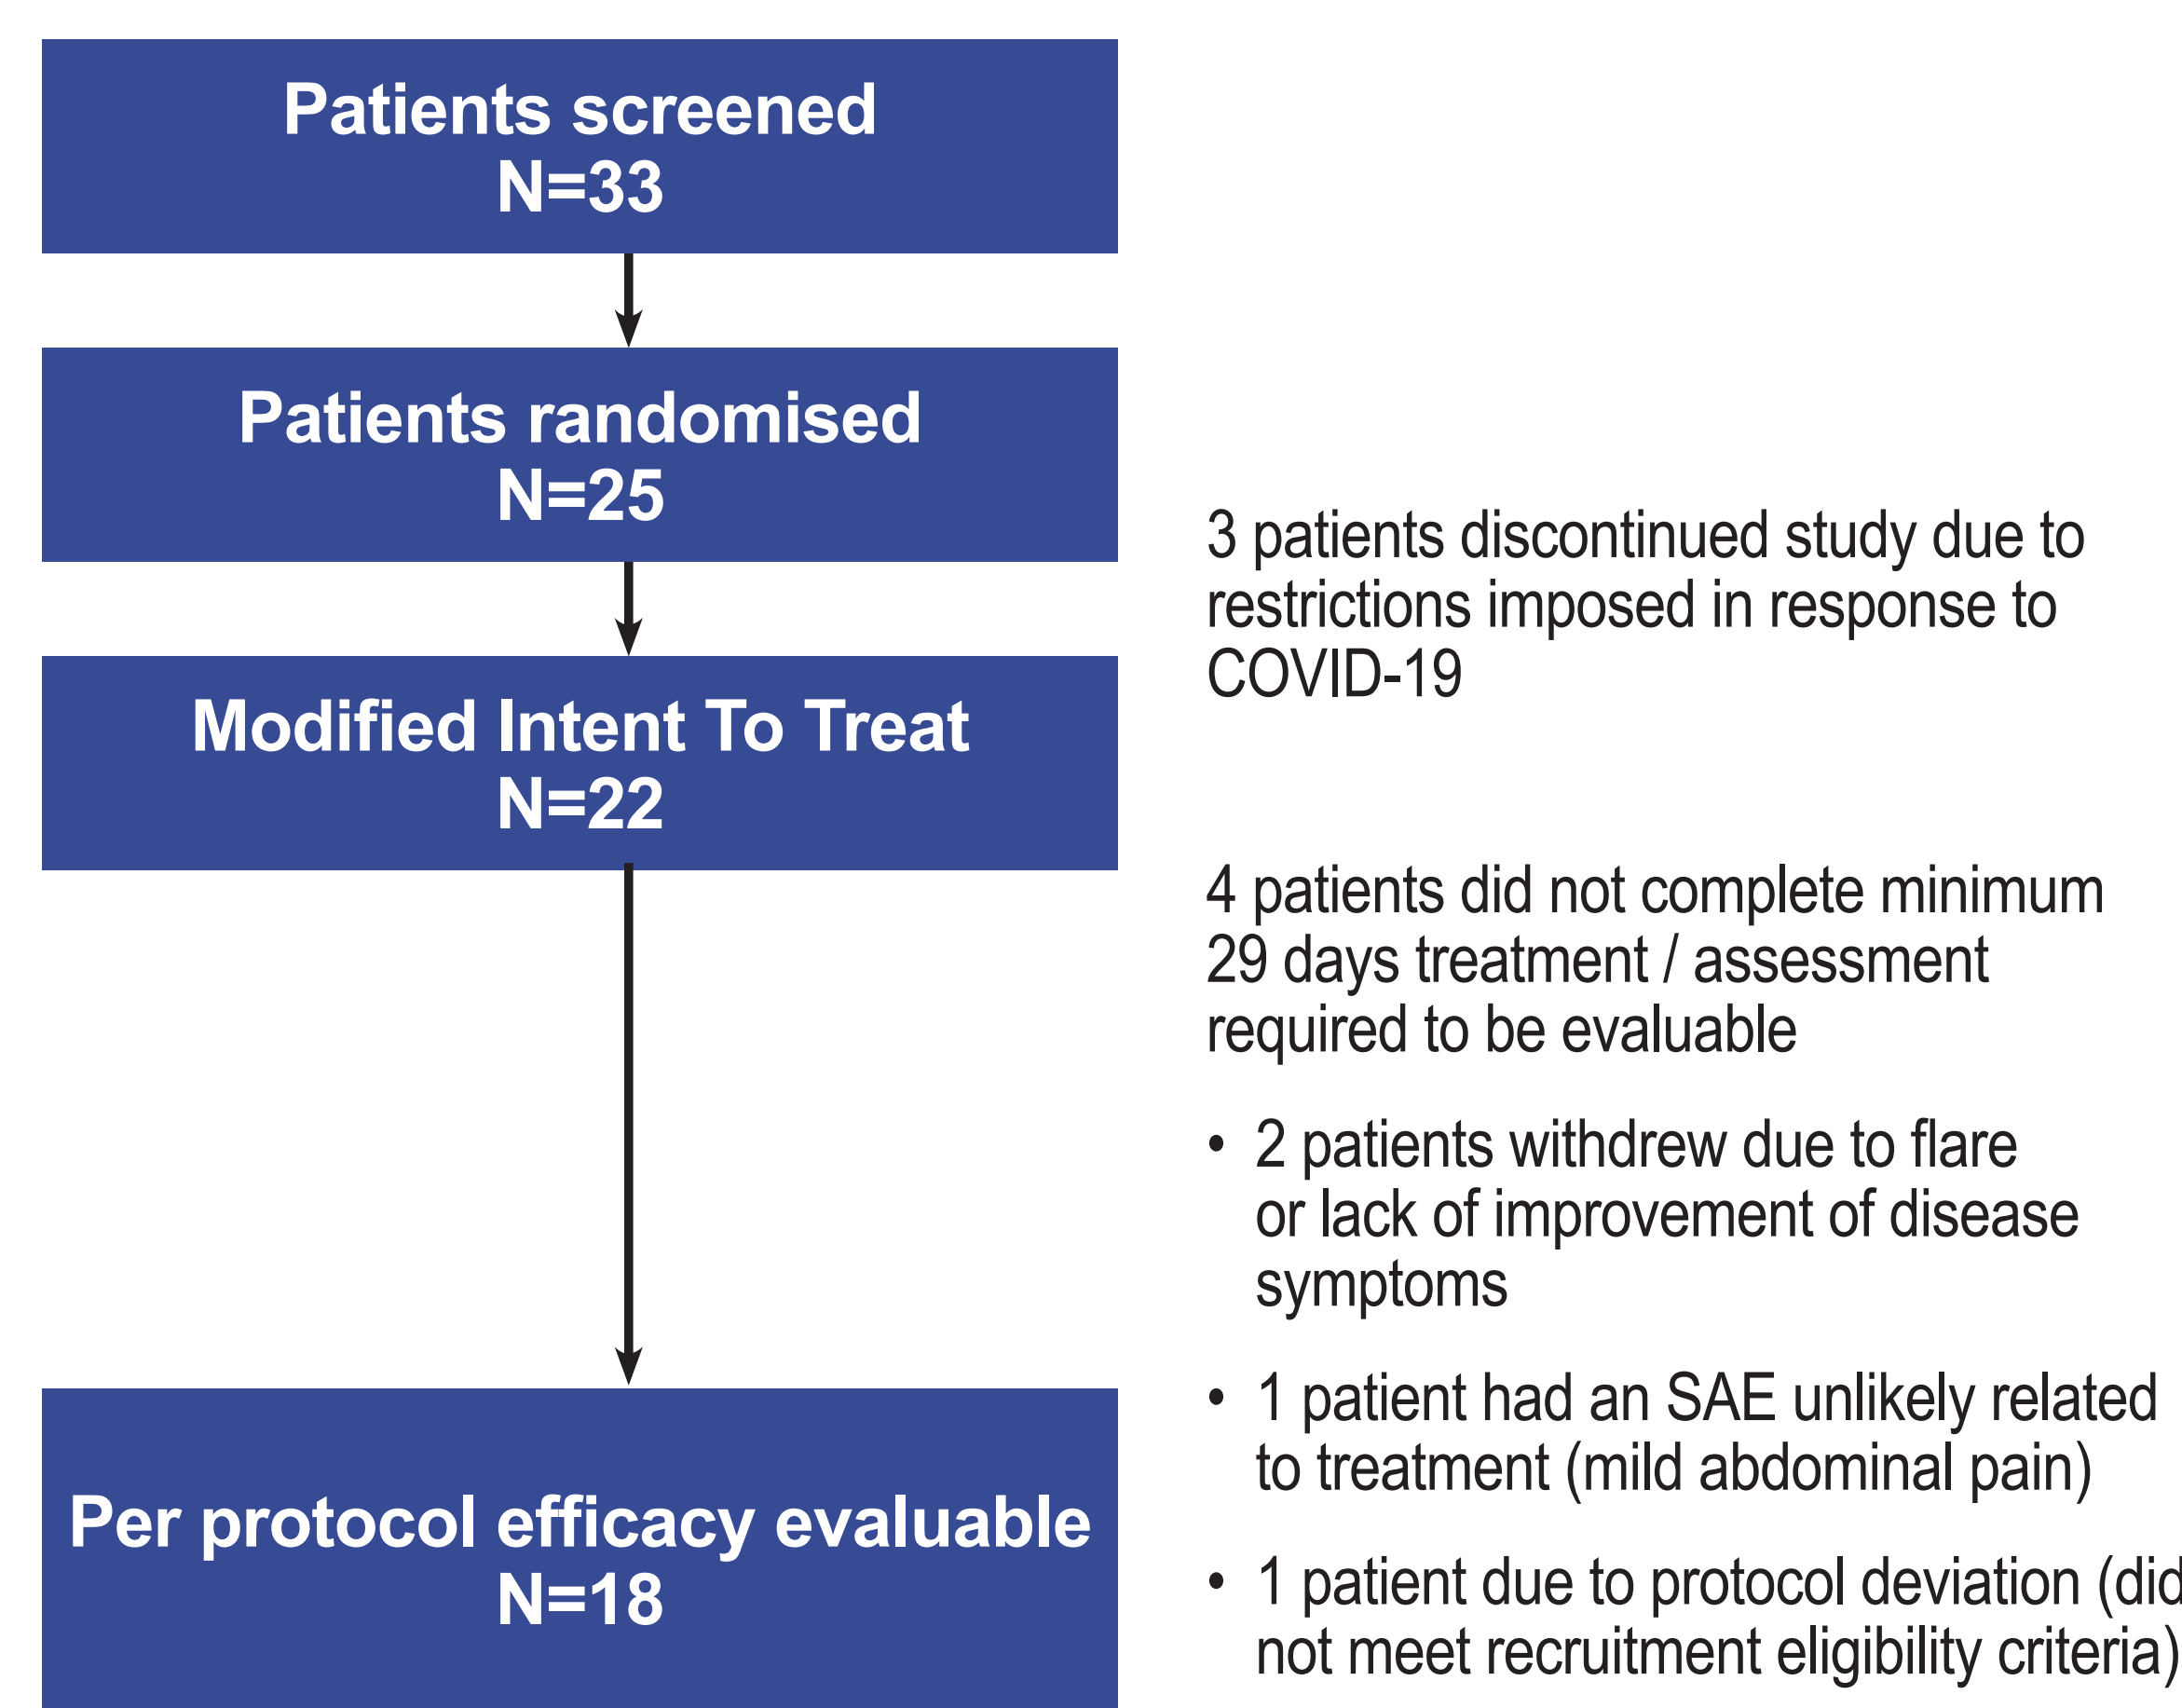 Patients screened
N=33
Patients randomised
N=25
3 patients discontinued study due to
restrictions imposed in response to
COVID-19
Modified Intent To Treat
N=22
4 patients did not complete minimum
29 days treatment / assessment
required to be evaluable
• 2 patients withdrew due to flare
or lack of improvement of disease
symptoms
• 1 patient had an SAE unlikely related
to treatment (mild abdominal pain)
• 1 patient due to protocol deviation (did
not meet recruitment eligibility criteria)
Per protocol efficacy evaluable
N=18